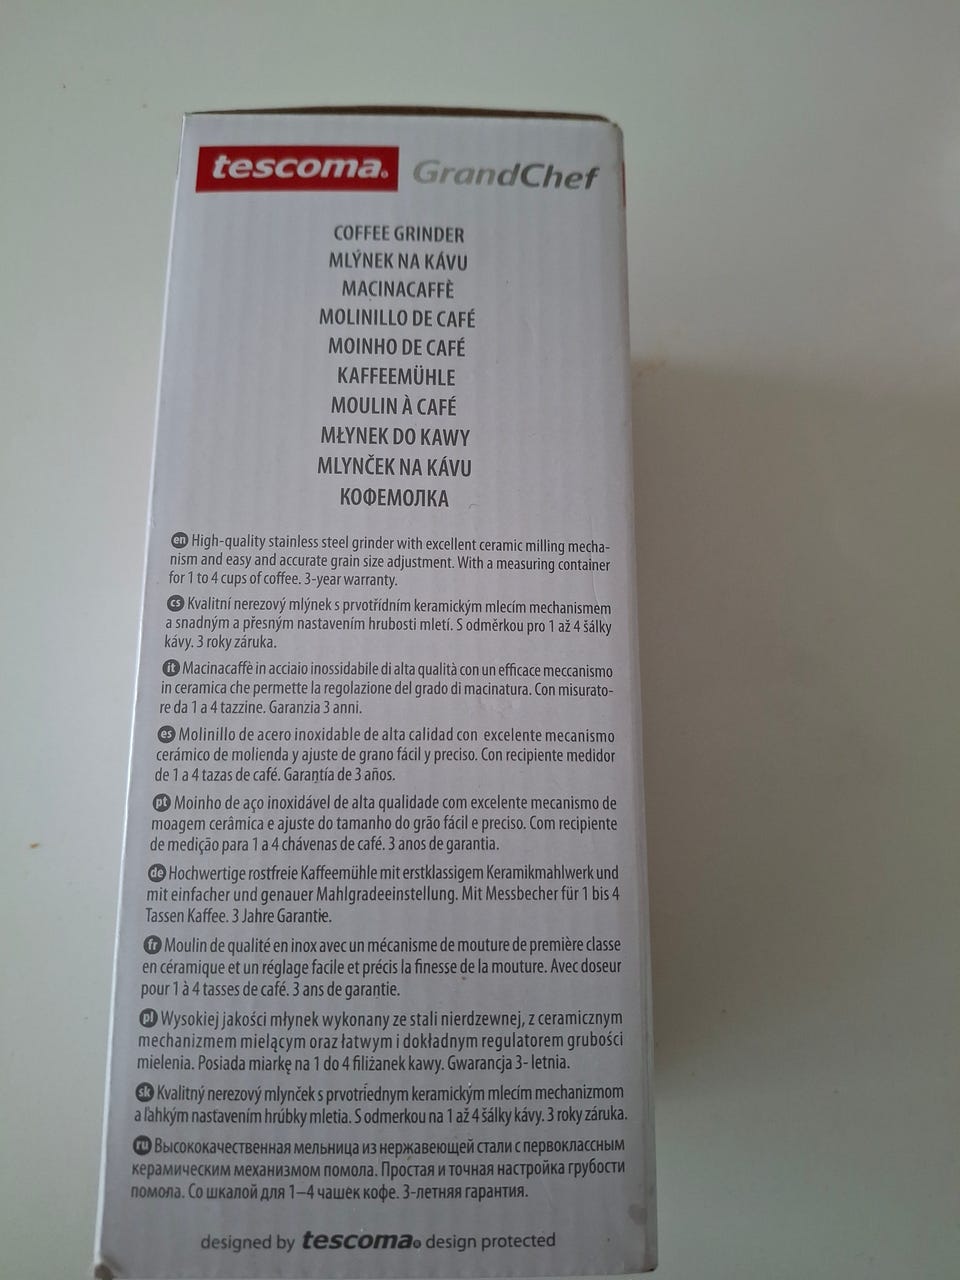 tescoma. GrandChef
COFFEE GRINDER
MLÝNEK NA KÁVU
MACINACAFFÈ
MOLINILLO DE CAFÉ
MOINHO DE CAFÉ
KAFFEEMÜHLE
MOULIN À CAFÉ
MŁYNEK DO KAWY
MLYNČEK NA KÁVU
КОФЕМОЛКА
en High-quality stainless steel grinder with excellent ceramic milling mecha-
nism and easy and accurate grain size adjustment. With a measuring container
for 1 to 4 cups of coffee. 3-year warranty.
cs Kvalitní nerezový mlýnek s prvotřídním keramickým mlecím mechanismem
a snadným a přesným nastavením hrubosti mletí. S odměrkou pro 1 až 4 šálky
kávy. 3 roky záruka.
it Macinacaffè in acciaio inossidabile di alta qualità con un efficace meccanismo
in ceramica che permette la regolazione del grado di macinatura. Con misurato-
re da 1 a 4 tazzine. Garanzia 3 anni.
es Molinillo de acero inoxidable de alta calidad con excelente mecanismo
cerámico de molienda y ajuste de grano fácil y preciso. Con recipiente medidor
de 1 a 4 tazas de café. Garantía de 3 años.
pt Moinho de aço inoxidável de alta qualidade com excelente mecanismo de
moagem cerâmica e ajuste do tamanho do grão fácil e preciso. Com recipiente
de medição para 1 a 4 chávenas de café. 3 anos de garantia.
de Hochwertige rostfreie Kaffeemühle mit erstklassigem Keramikmahlwerk und
mit einfacher und genauer Mahlgradeeinstellung. Mit Messbecher für 1 bis 4
Tassen Kaffee. 3 Jahre Garantie.
fr Moulin de qualité en inox avec un mécanisme de mouture de première classe
en céramique et un réglage facile et précis la finesse de la mouture. Avec doseur
pour 1 à 4 tasses de café. 3 ans de garantie.
pl Wysokiej jakości młynek wykonany ze stali nierdzewnej, z ceramicznym
mechanizmem mielącym oraz łatwym i dokładnym regulatorem grubości
mielenia. Posiada miarkę na 1 do 4 filiżanek kawy. Gwarancja 3- letnia.
sk Kvalitný nerezový mlynček s prvotriednym keramickým mlecím mechanizmom
a ľahkým nastavením hrúbky mletia. S odmerkou na 1 až 4 šálky kávy. 3 roky záruka.
ru Высококачественная мельница из нержавеющей стали с первоклассным
керамическим механизмом помола. Простая и точная настройка грубости
помола. Со шкалой для 1–4 чашек кофе. 3-летняя гарантия.
designed by tescoma. design protected